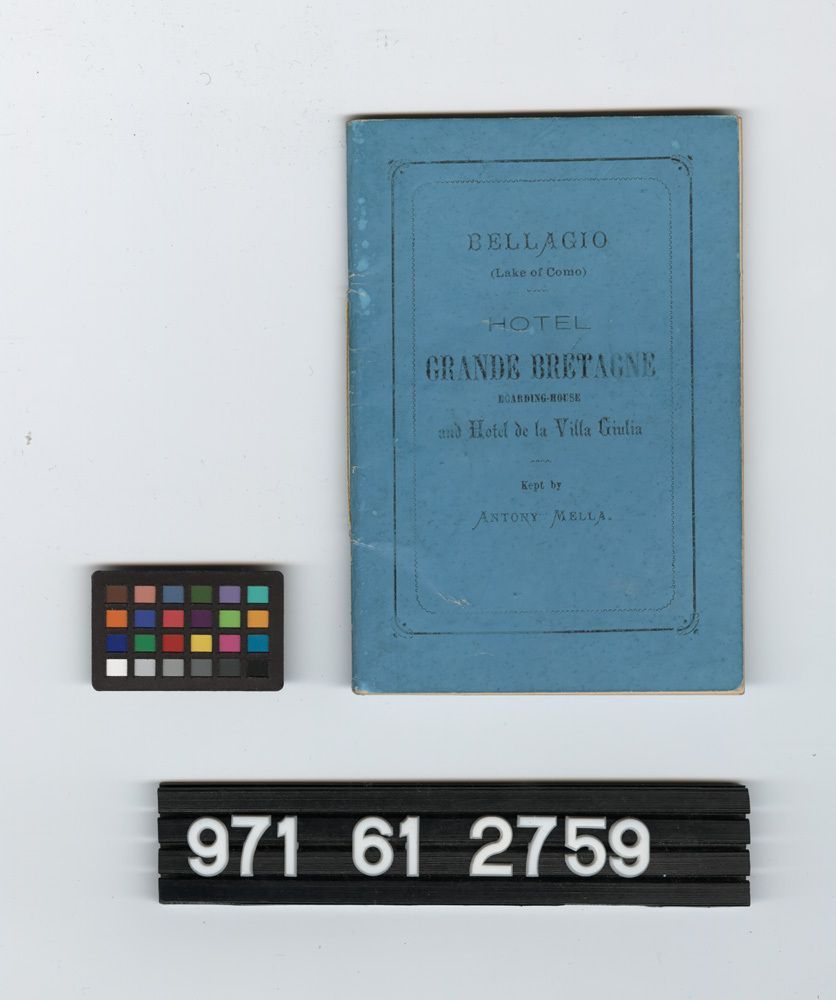 BELLAGIO
(Lake of Como)
HOTEL
GRANDE BRETAGNE
BOARDING-HOUSE
and Hotel de la Villa Giulia
Kept by
ANTONY MELLA.
971 61 2759